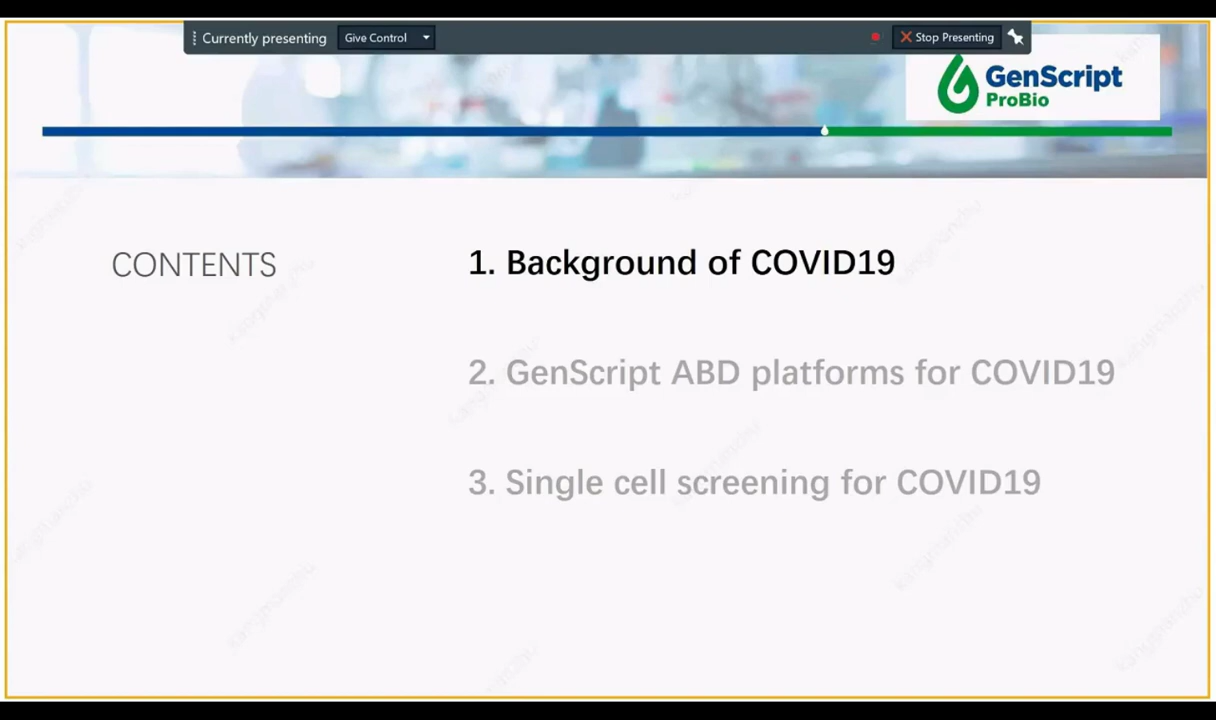 Currently presenting
Give Control
Stop Presenting
GenScript
ProBio
CONTENTS
1. Background of COVID19
2. GenScript ABD platforms for COVID19
3. Single cell screening for COVID19